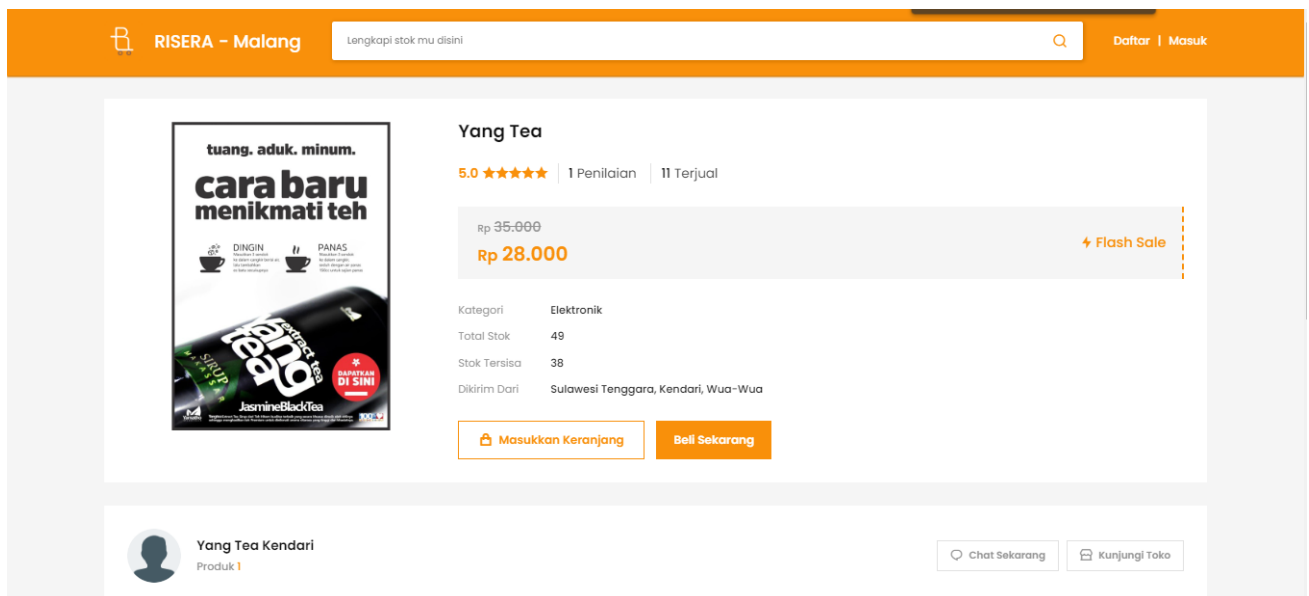 RISERA - Malang
Lengkapi stok mu disini
Daftar | Masuk
tuang. aduk. minum.
cara baru
menikmati teh
DINGIN
PANAS
extract tea
Yang
tea
SIRUP
MAKASSAR
DAPATKAN
DI SINI
JasmineBlackTea
Yang Tea
5.0
1 Penilaian
11 Terjual
Rp 35.000
Rp 28.000
Flash Sale
Kategori Elektronik
Total Stok 49
Stok Tersisa 38
Dikirim Dari Sulawesi Tenggara, Kendari, Wua-Wua
Masukkan Keranjang
Beli Sekarang
Yang Tea Kendari
Produk 1
Chat Sekarang
Kunjungi Toko